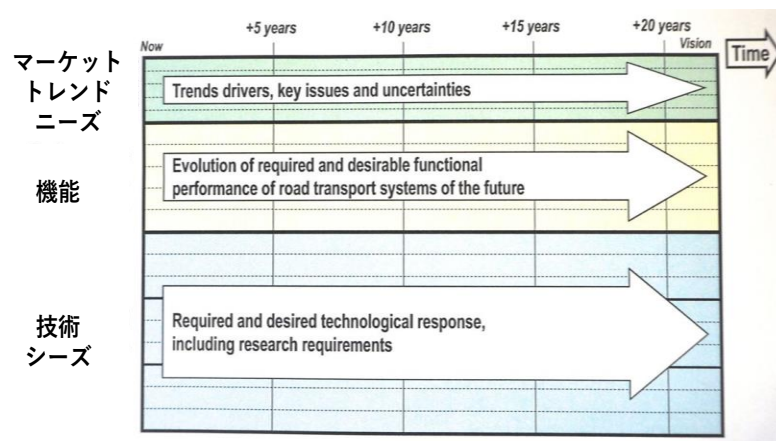 +5 years
+10 years
+15 years
+20 years
Now
Vision
Time
マーケット
トレンド
ニーズ
Trends drivers, key issues and uncertainties
機能
Evolution of required and desirable functional
performance of road transport systems of the future
技術
シーズ
Required and desired technological response,
including research requirements